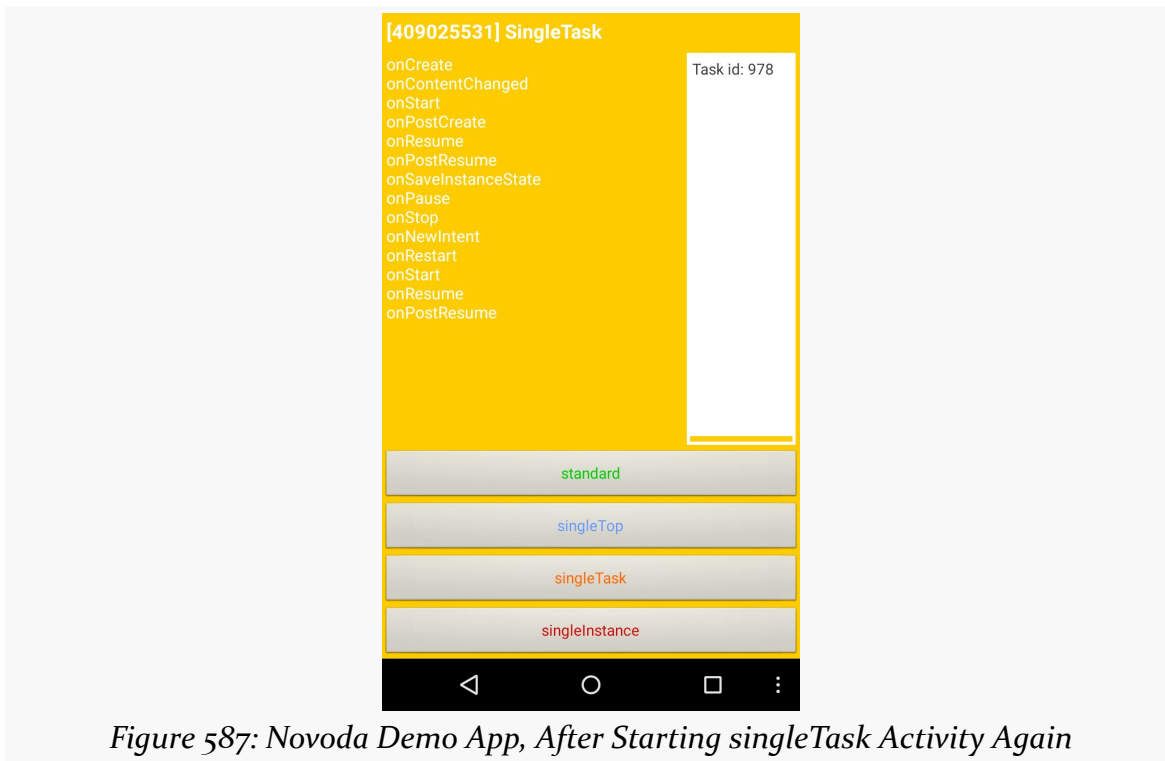 [409025531] SingleTask
onCreate
onContentChanged
onStart
onPostCreate
onResume
onPostResume
onSaveInstanceState
onPause
onStop
onNewIntent
onRestart
onStart
onResume
onPostResume
Task id: 978
standard
singleTop
singleTask
singleInstance
Figure 587: Novoda Demo App, After Starting singleTask Activity Again